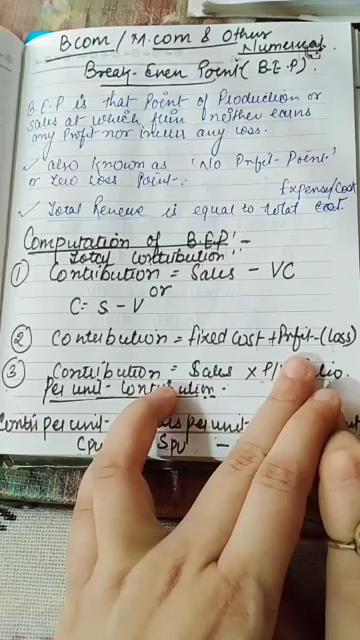 Bcom / M.com & Other
Numerical
Break-Even Point (B.E.P).
B.E.P is that Point of Production or
sales at which firm neither earns
any Profit nor incurs any loss.
✓ also known as 'No Profit-Point'
or Zero Loss Point.
Expense/Cost
✓ Total Revenue is equal to total cost.
Computation of B.E.P! -
Total Contribution
① Contribution = Sales - VC
or
C = S - V
② Contribution = fixed cost + Profit - (Loss)
③ Contribution = Sales ×
Per unit - Contribution.
per unit per unit
Cpu Spu -